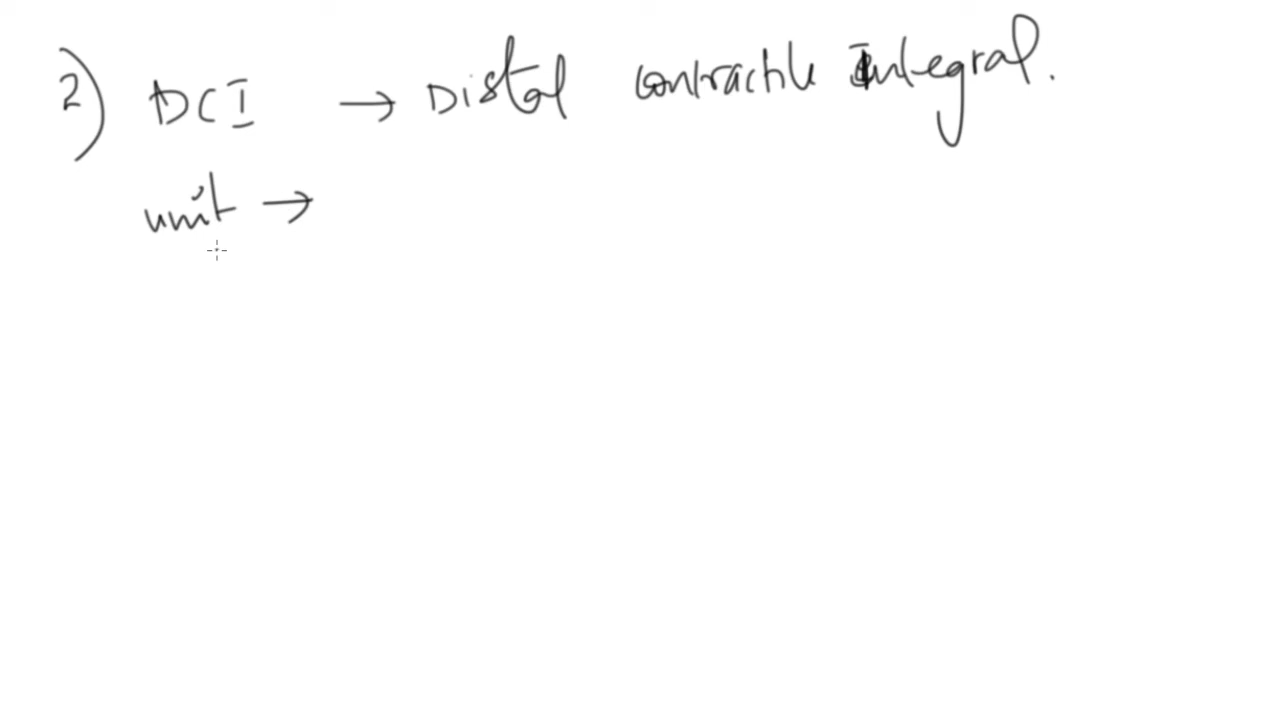 2) DCI → Distal contractile Integral.
unit →